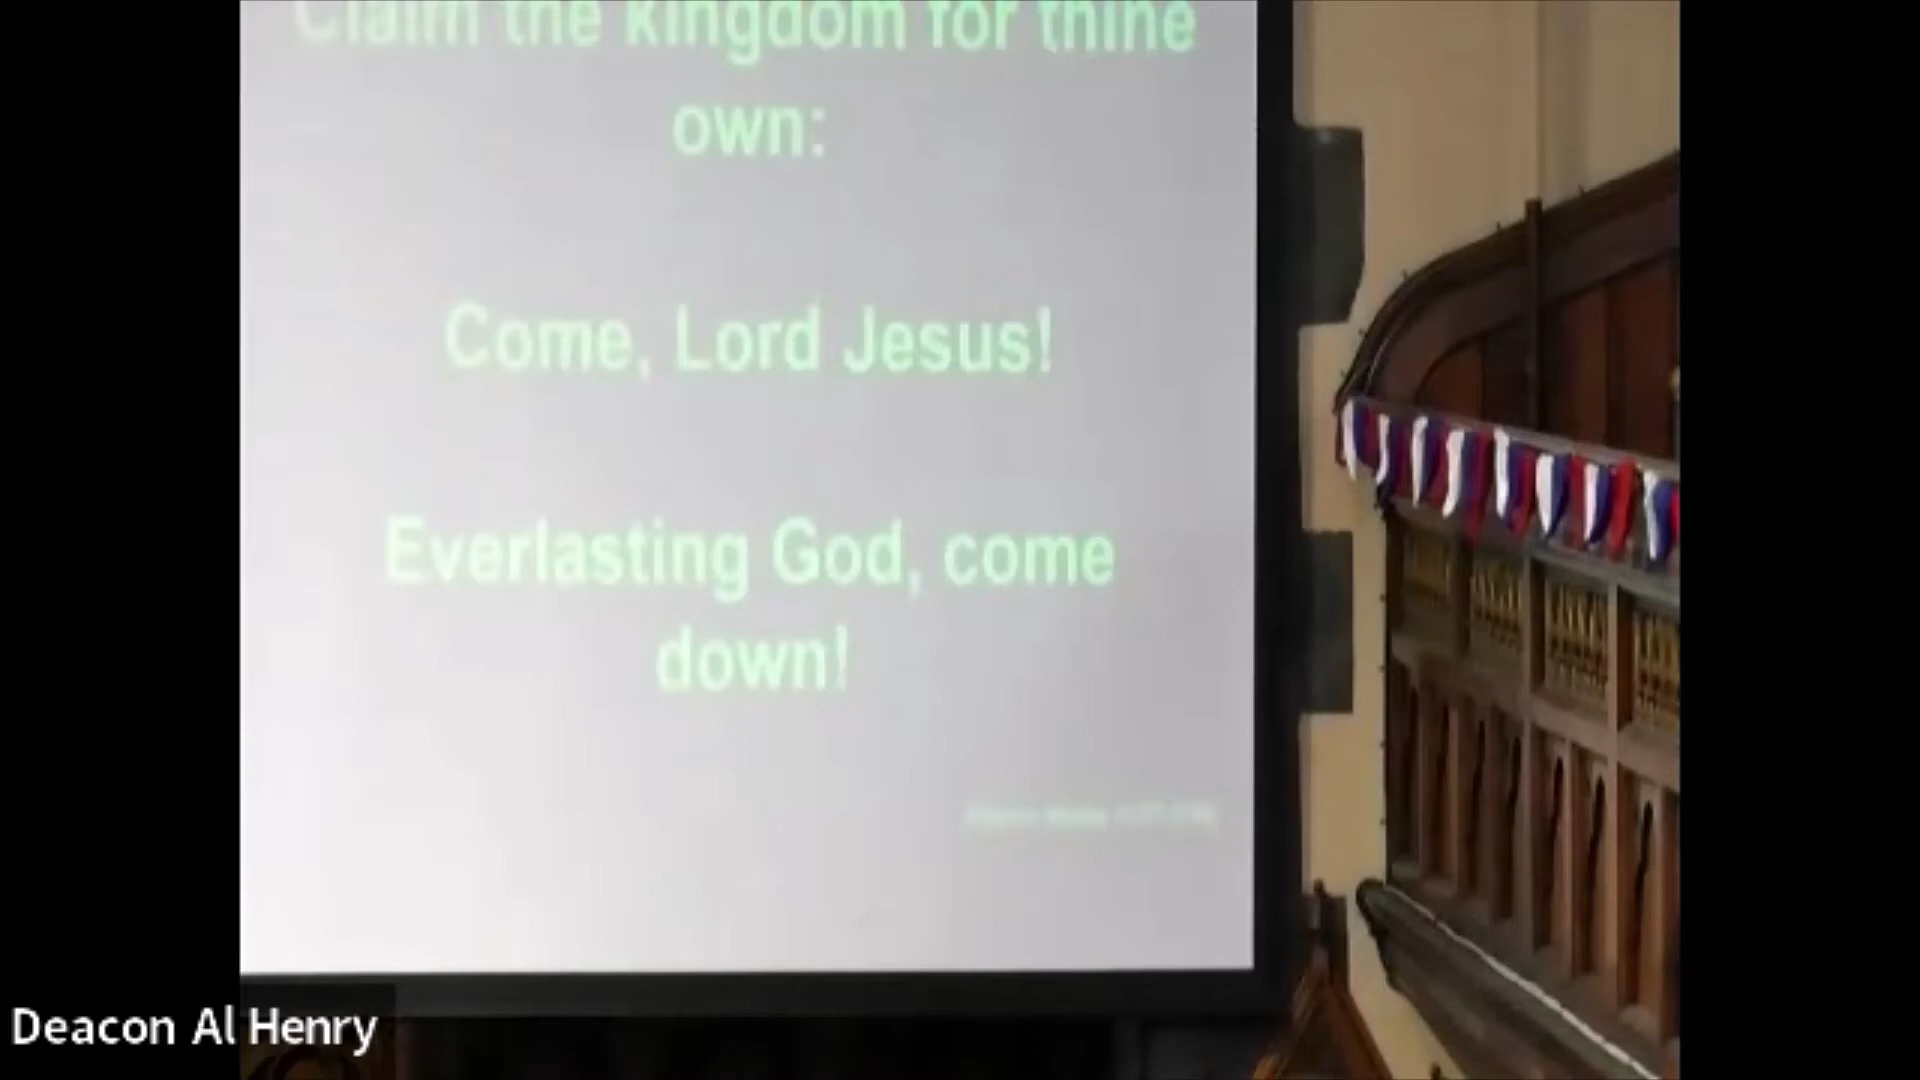 Claim the kingdom for thine
own:
Come, Lord Jesus!
Everlasting God, come
down!
Deacon Al Henry